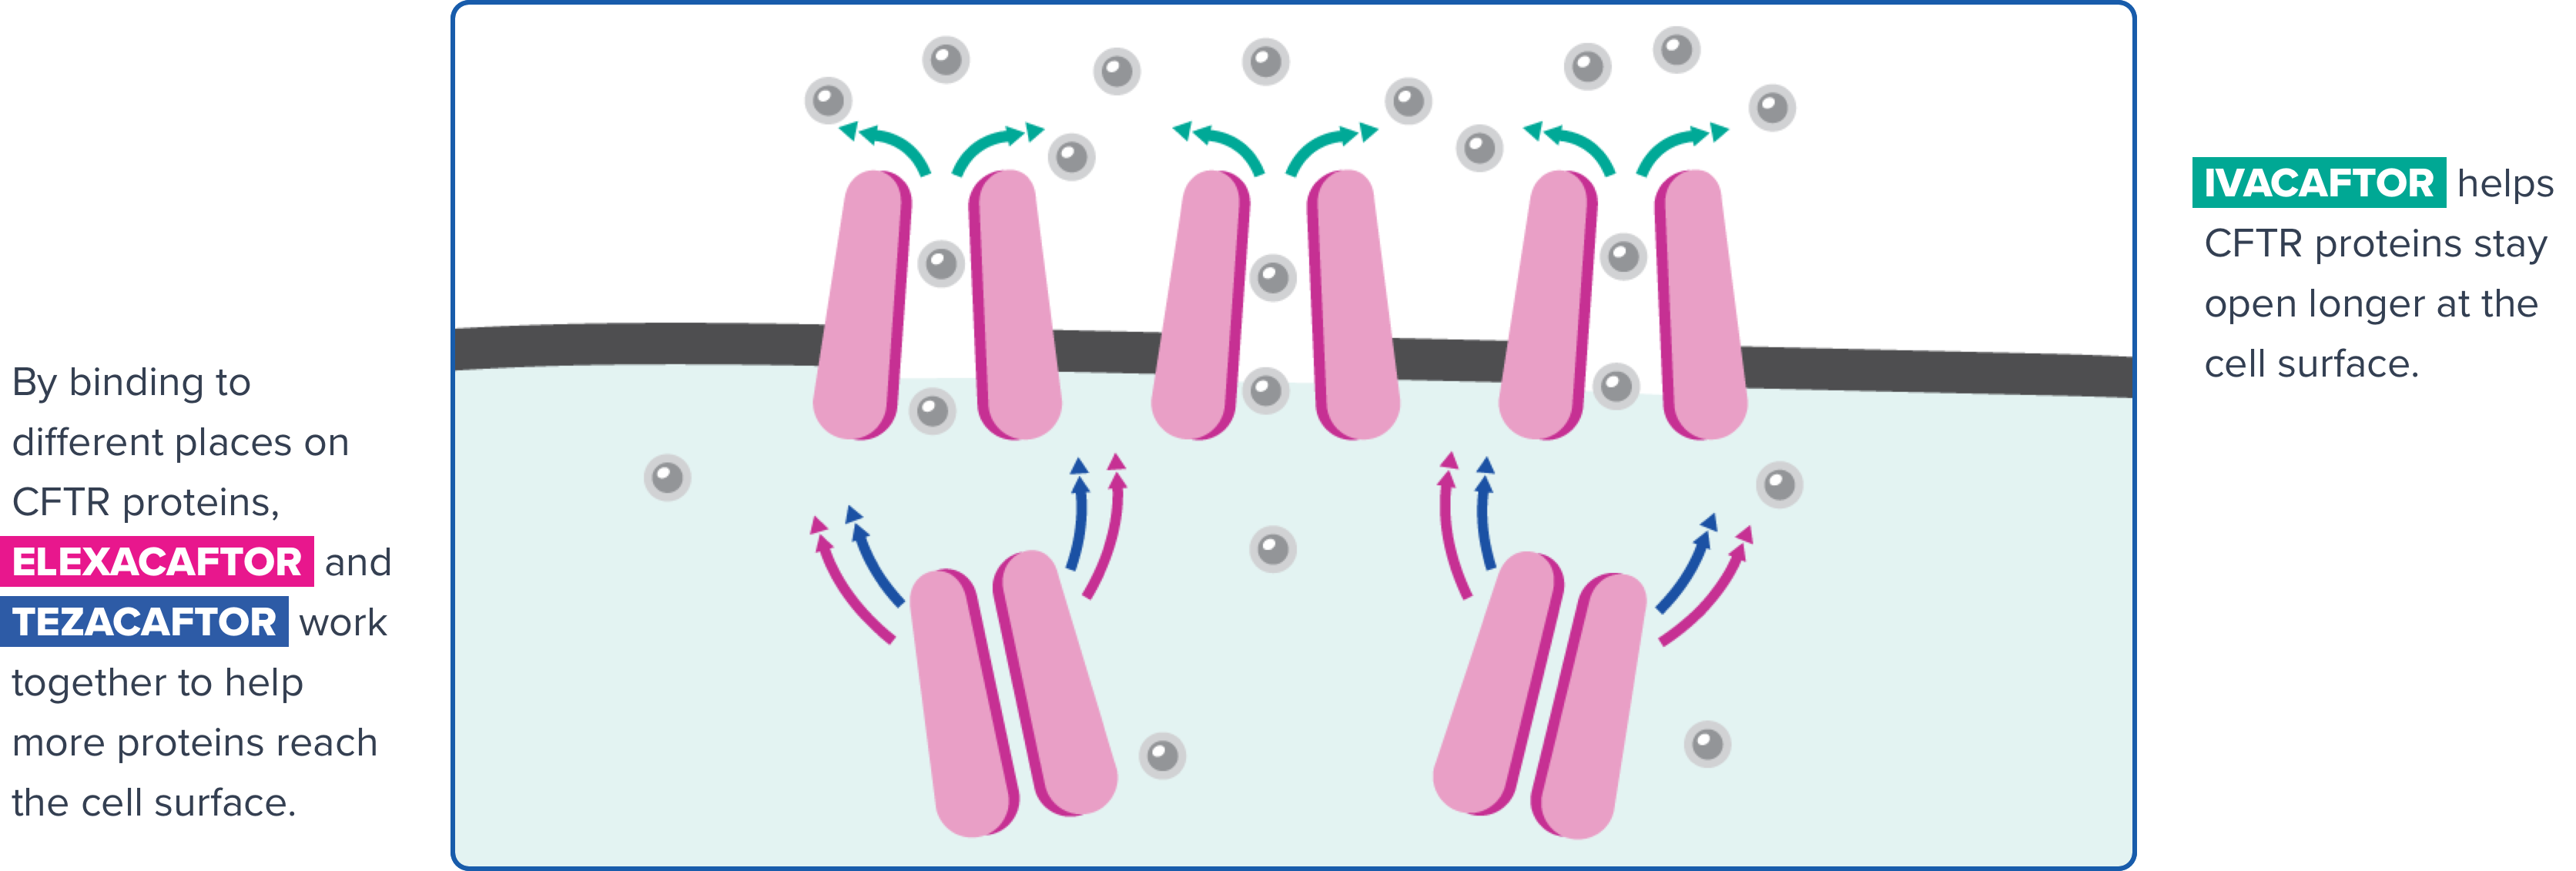 By binding to
different places on
CFTR proteins,
ELEXACAFTOR and
TEZACAFTOR work
together to help
more proteins reach
the cell surface.
IVACAFTOR helps
CFTR proteins stay
open longer at the
cell surface.